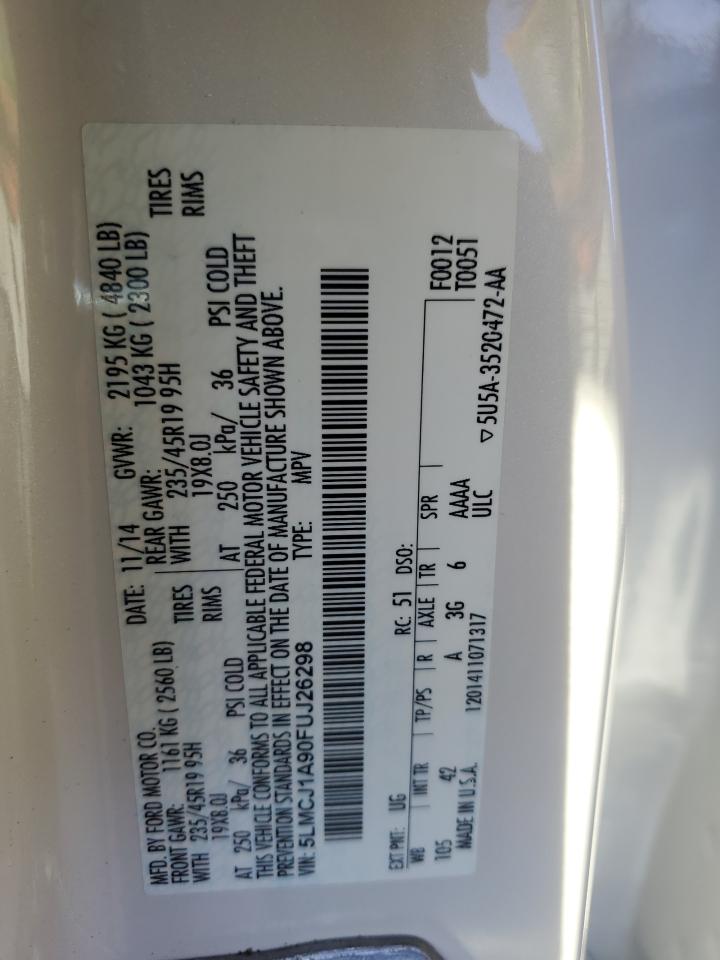 MFD. BY FORD MOTOR CO.
DATE: 11/14 GVWR: 2195 KG ( 4840 LB)
FRONT GAWR: 1161 KG ( 2560 LB) REAR GAWR: 1043 KG ( 2300 LB)
WITH 235/45R19 95H TIRES WITH 235/45R19 95H TIRES
19X8.0J RIMS 19X8.0J RIMS
AT 250 kPa/ 36 PSI COLD AT 250 kPa/ 36 PSI COLD
THIS VEHICLE CONFORMS TO ALL APPLICABLE FEDERAL MOTOR VEHICLE SAFETY AND THEFT
PREVENTION STANDARDS IN EFFECT ON THE DATE OF MANUFACTURE SHOWN ABOVE.
VIN: 5LMCJ1A90FUJ26298 TYPE: MPV
EXT PNT: UG RC: 51 DSO: F0012
WB INT TR TP/PS R AXLE TR SPR T0051
105 42 A 3G 6 AAAA
ULC
MADE IN U.S.A. 1201411071317 ▽5U5A-3520472-AA